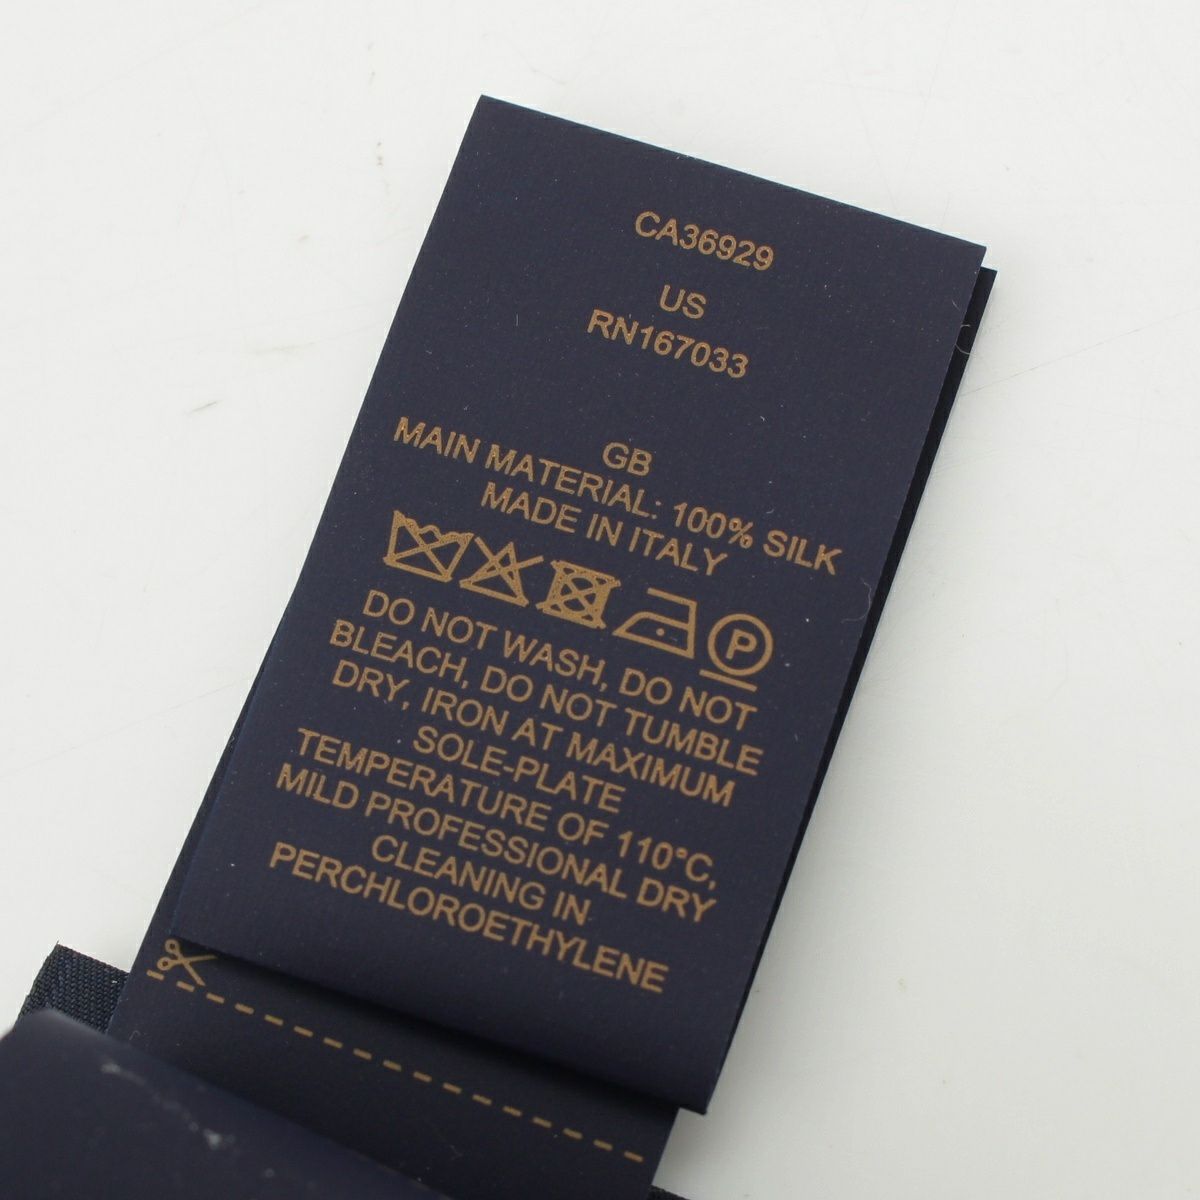 CA36929
US
RN167033
GB
MAIN MATERIAL: 100% SILK
MADE IN ITALY
P
DO NOT WASH, DO NOT
BLEACH, DO NOT TUMBLE
DRY, IRON AT MAXIMUM
SOLE-PLATE
TEMPERATURE OF 110°C,
MILD PROFESSIONAL DRY
CLEANING IN
PERCHLOROETHYLENE